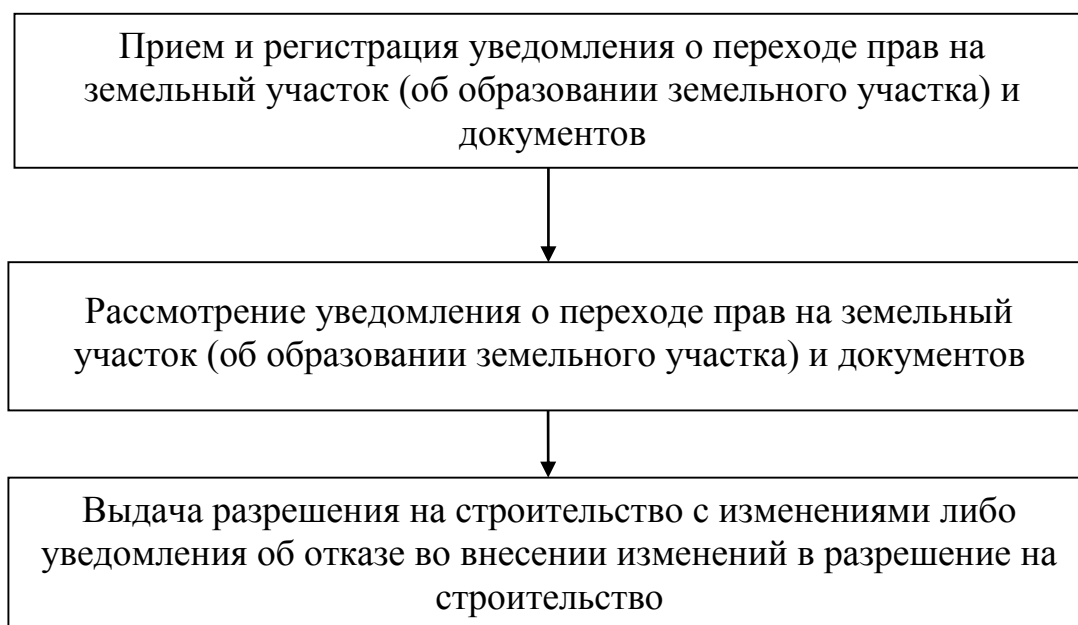 Прием и регистрация уведомления о переходе прав на
земельный участок (об образовании земельного участка) и
документов
Рассмотрение уведомления о переходе прав на земельный
участок (об образовании земельного участка) и документов
Выдача разрешения на строительство с изменениями либо
уведомления об отказе во внесении изменений в разрешение на
строительство